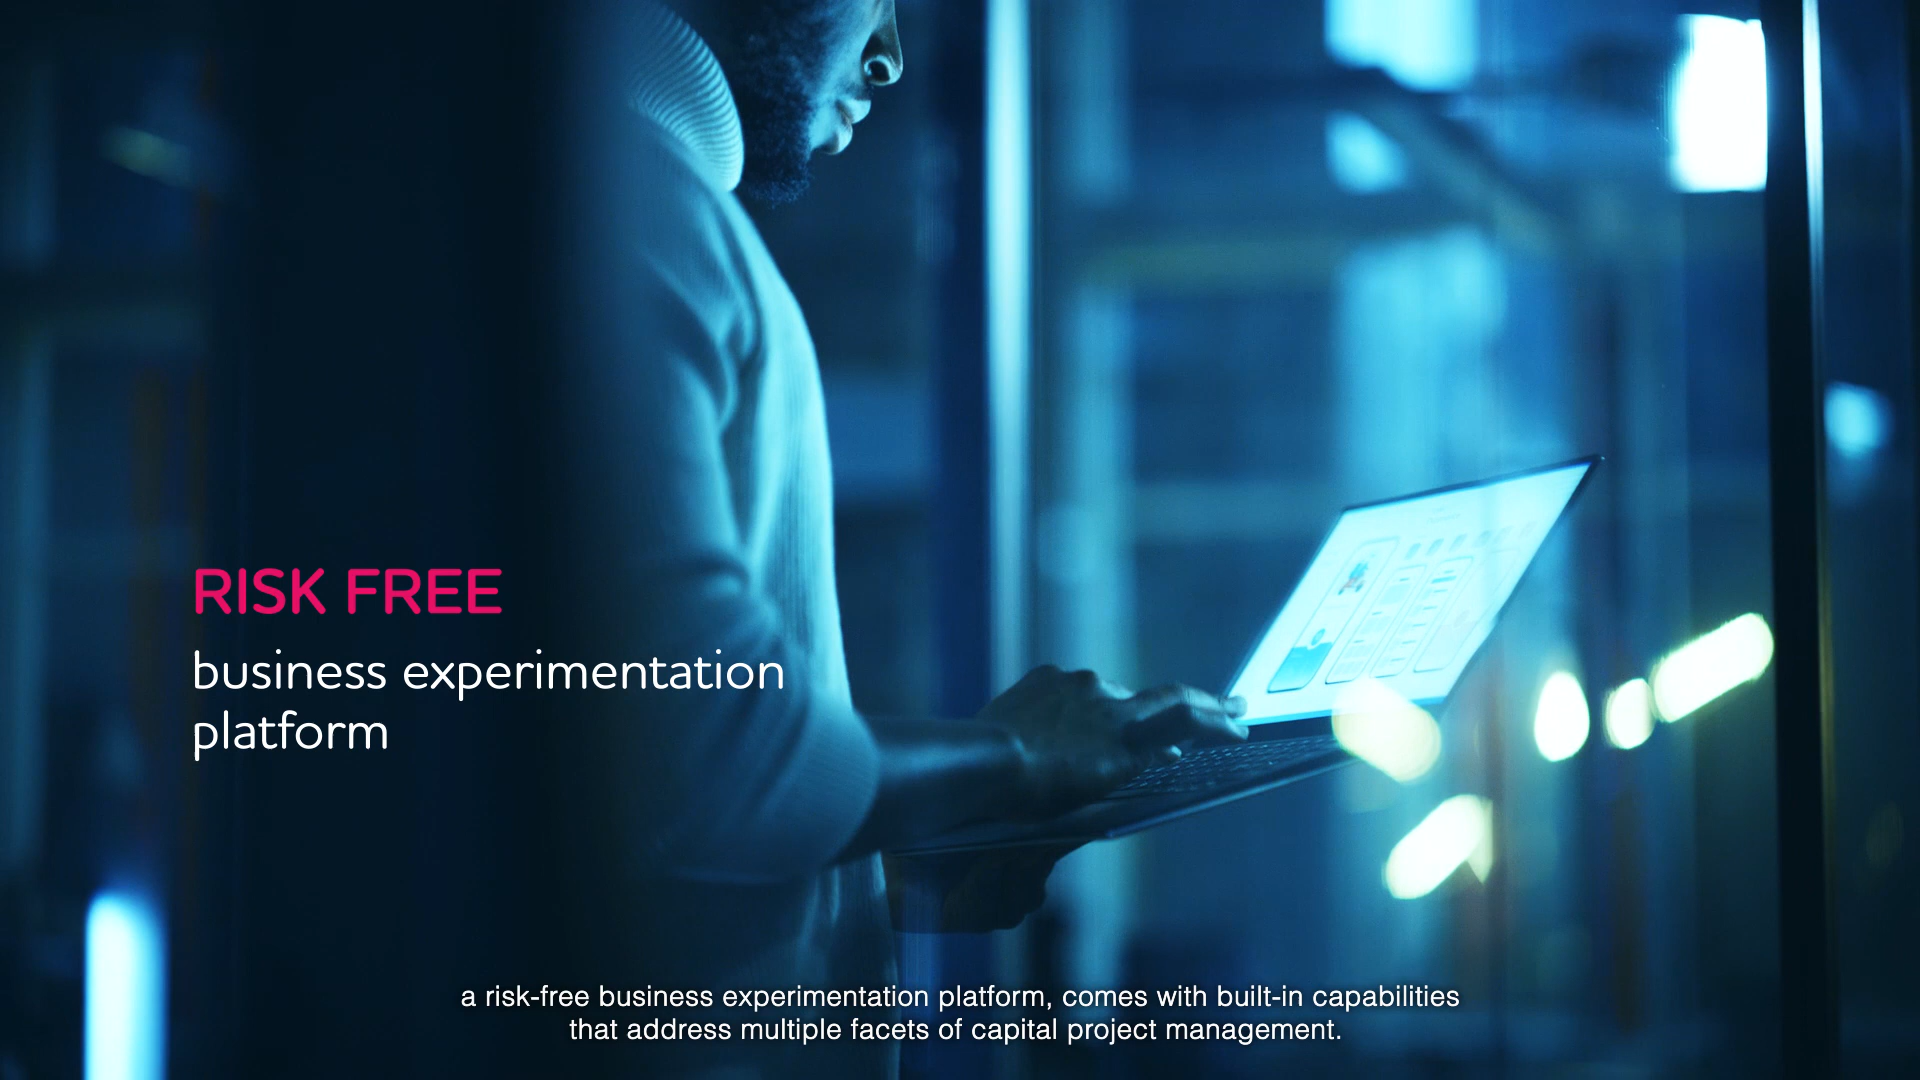 RISK FREE
business experimentation
platform
a risk-free business experimentation platform, comes with built-in capabilities
that address multiple facets of capital project management.